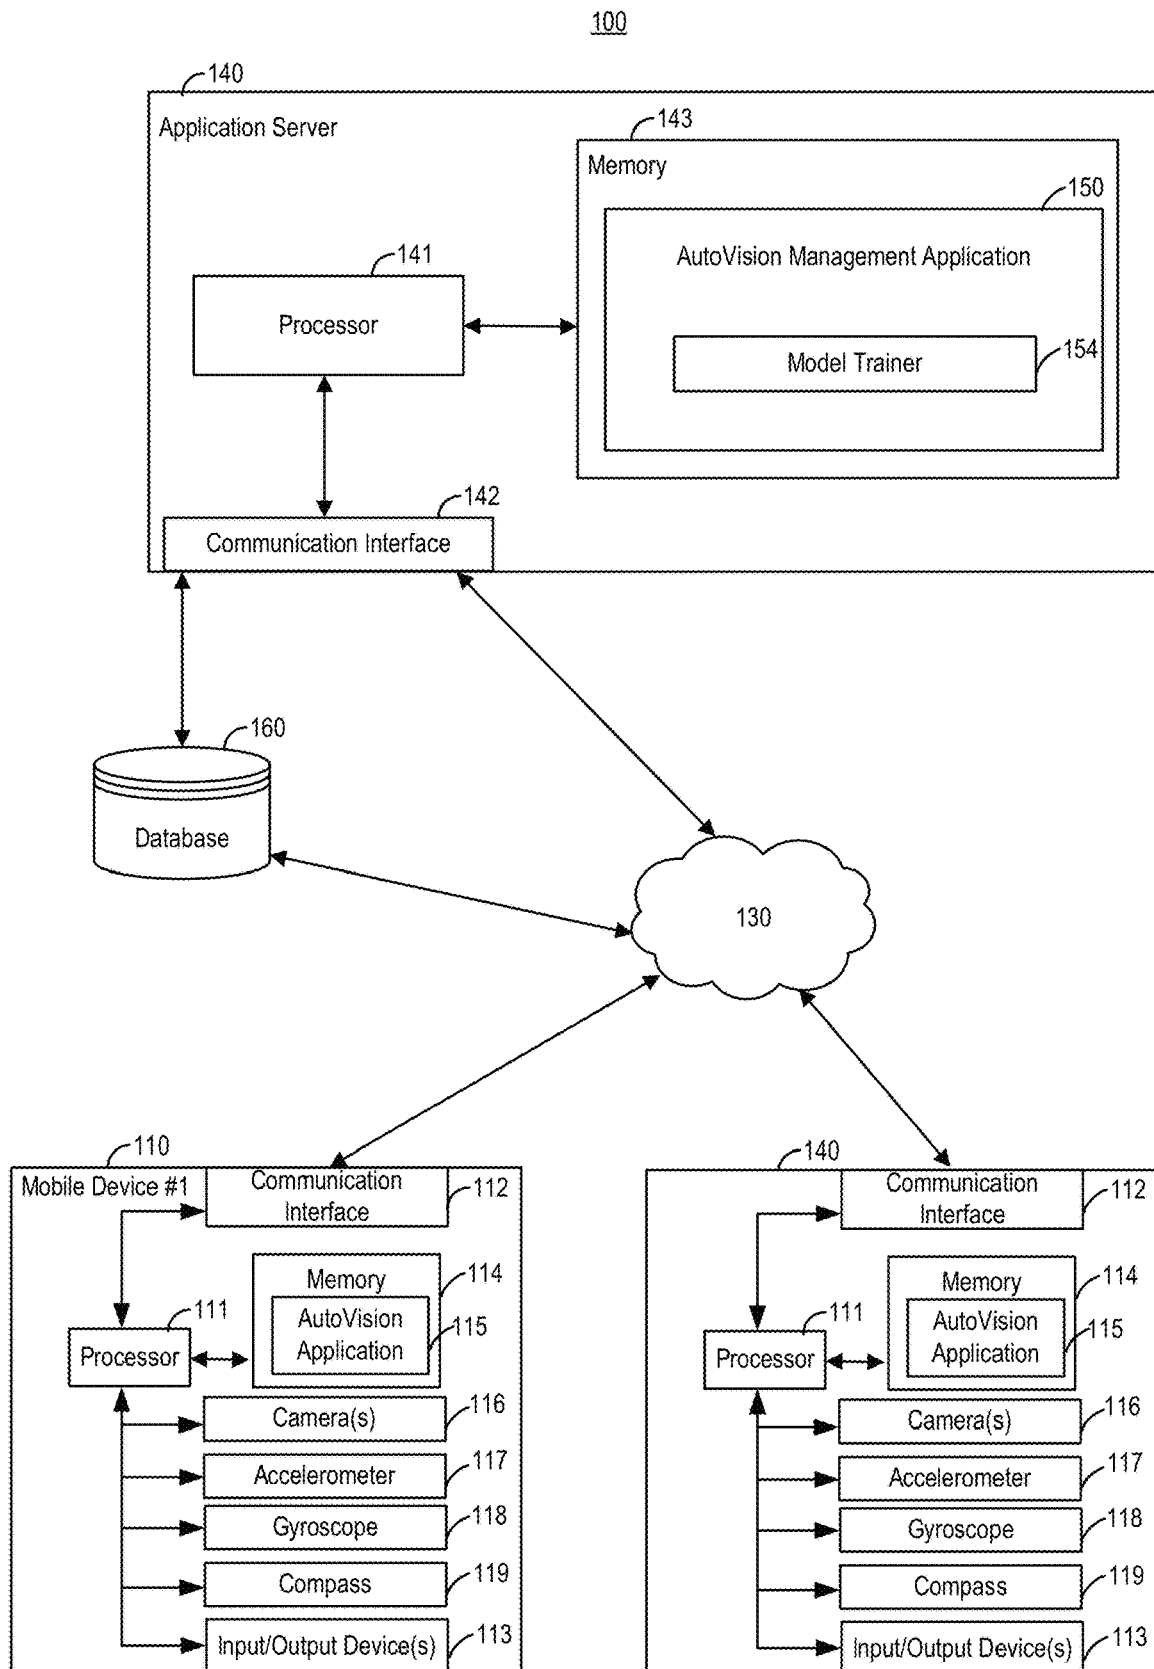 100
140
Application Server
143
Memory
150
AutoVision Management Application
141
Processor
Model Trainer
154
142
Communication Interface
160
Database
130
110
Mobile Device #1
Communication
Interface
112
Memory
114
AutoVision
Application
115
111
Processor
Camera(s)
116
Accelerometer
117
Gyroscope
118
Compass
119
Input/Output Device(s)
113
140
Communication
Interface
112
Memory
114
AutoVision
Application
115
111
Processor
Camera(s)
116
Accelerometer
117
Gyroscope
118
Compass
119
Input/Output Device(s)
113